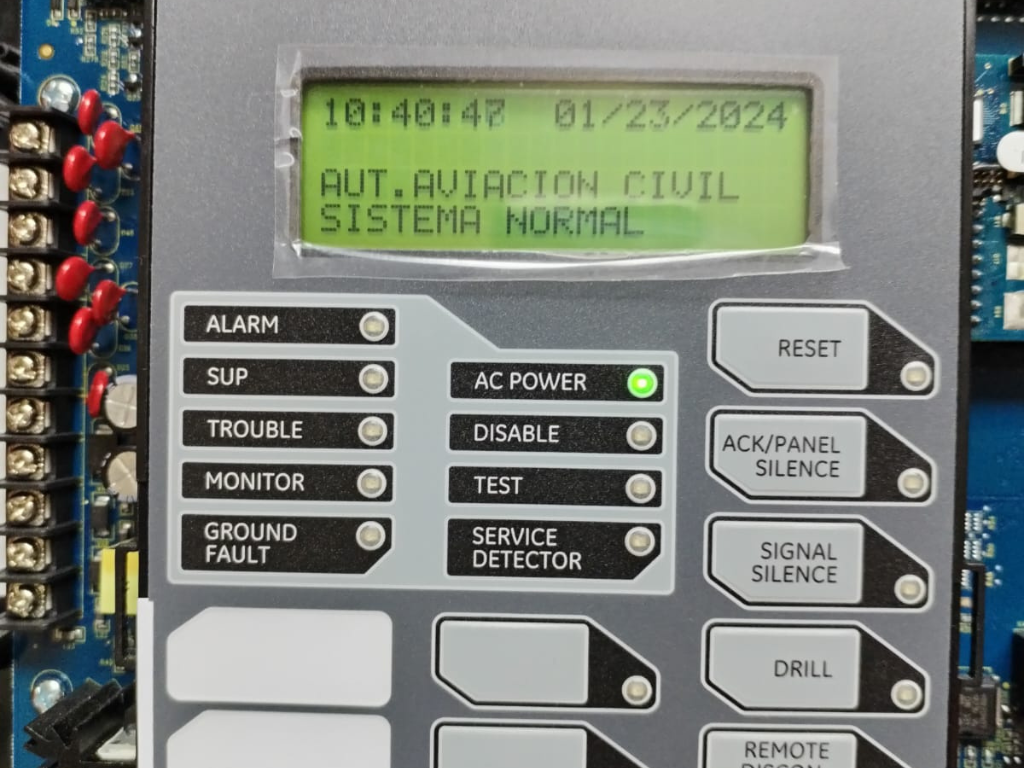 10:40:47 01/23/2024
AUT.AVIACION CIVIL
SISTEMA NORMAL
ALARM
SUP
TROUBLE
MONITOR
GROUND
FAULT
AC POWER
DISABLE
TEST
SERVICE
DETECTOR
RESET
ACK/PANEL
SILENCE
SIGNAL
SILENCE
DRILL
REMOTE